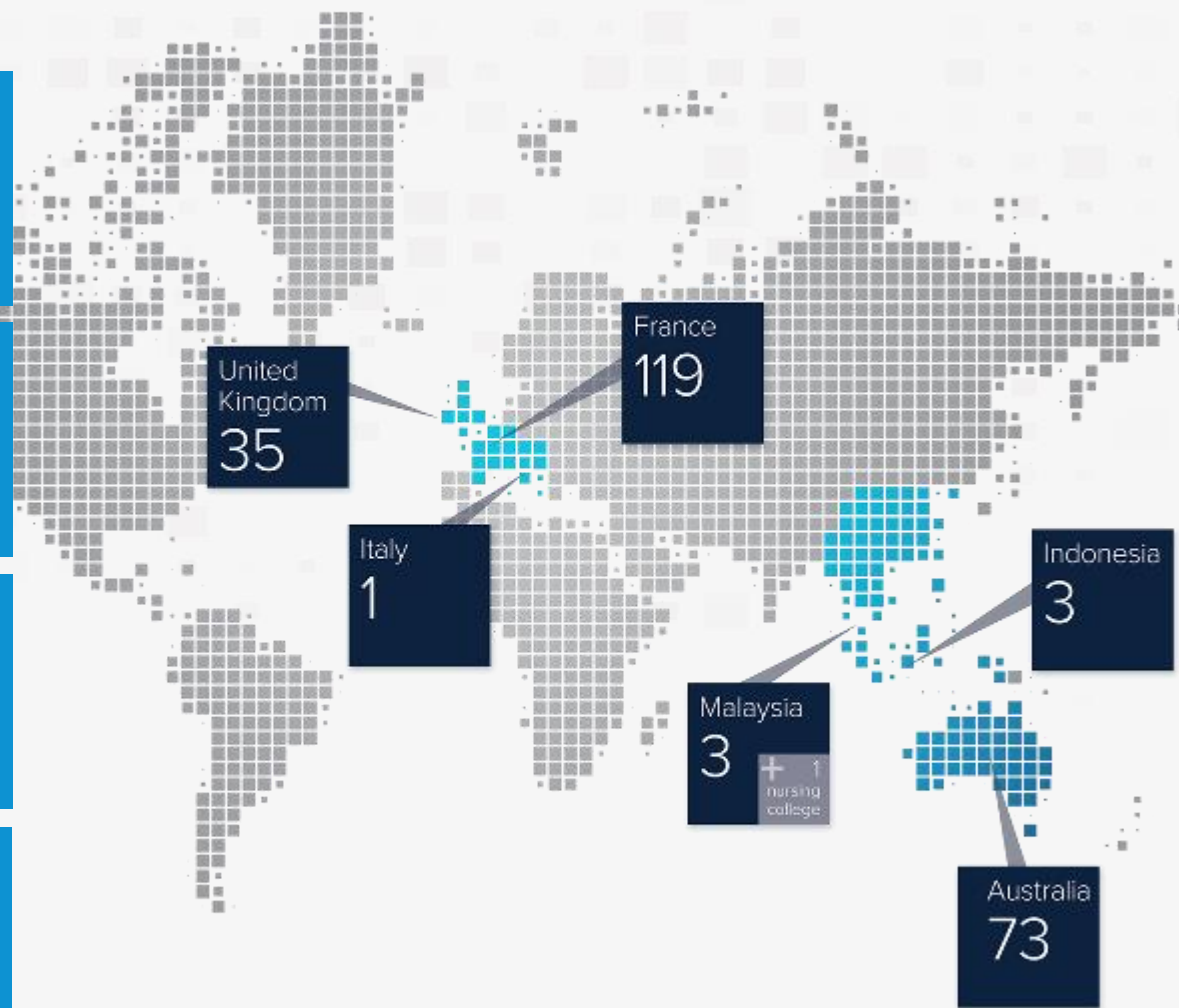 France
119
United
Kingdom
35
Italy
1
Indonesia
3
Malaysia
3
+ 1
nursing
college
Australia
73